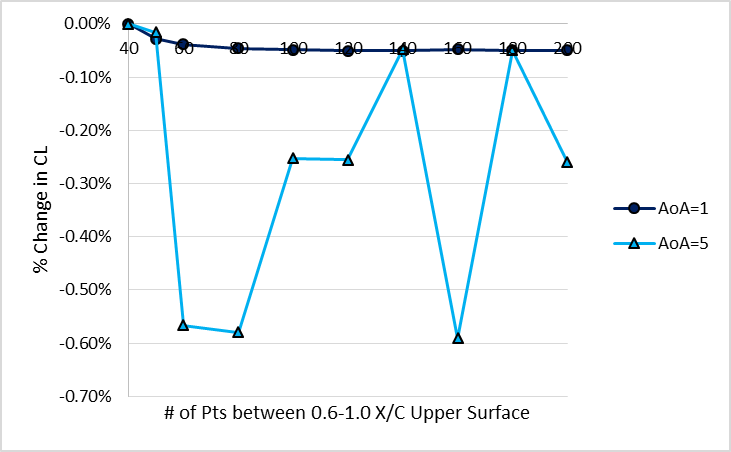 0.00%
-0.10%
-0.20%
-0.30%
-0.40%
-0.50%
-0.60%
-0.70%
40 60 80 100 120 140 160 180 200
% Change in CL
# of Pts between 0.6-1.0 X/C Upper Surface
AoA=1
AoA=5